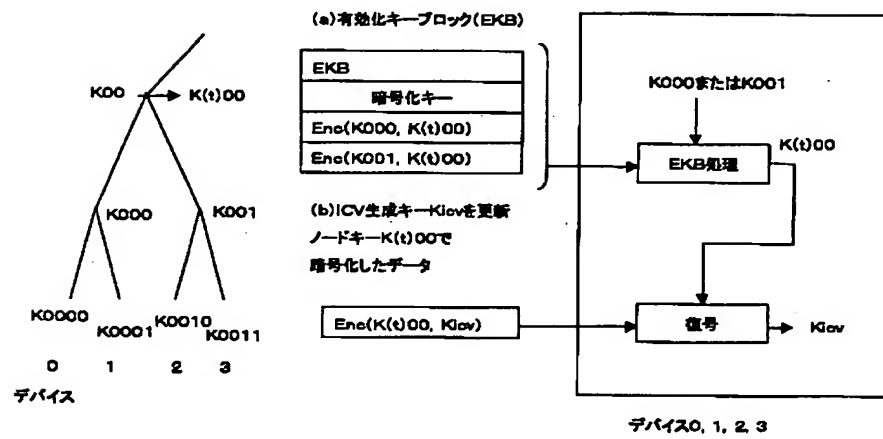 K00
K(t)00
K000
K001
K0000
K0001
K0010
K0011
0
1
2
3
デバイス
(a)有効化キーブロック(EKB)
EKB
暗号化キー
Enc(K000, K(t)00)
Enc(K001, K(t)00)
(b)ICV生成キーKicvを更新
ノードキーK(t)00で
暗号化したデータ
Enc(K(t)00, Kicv)
K000またはK001
EKB処理
K(t)00
復号
Kicv
デバイス0, 1, 2, 3